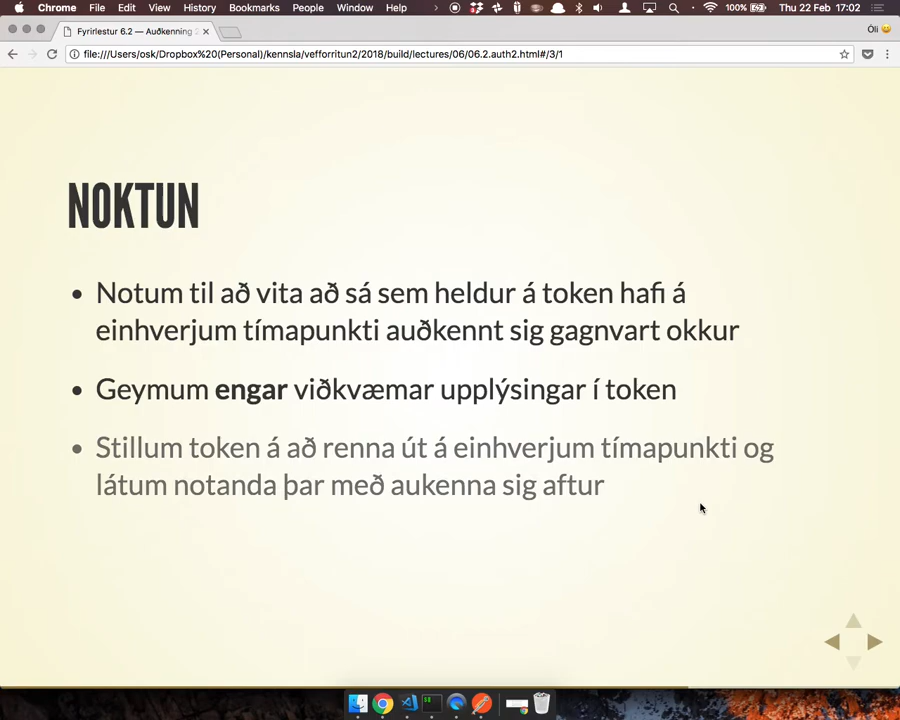 Chrome File Edit View History Bookmarks People Window Help 100% Thu 22 Feb 17:02
Fyrirlestur 6.2 — Auðkenning Óli
file:///Users/osk/Dropbox%20(Personal)/kennsla/vefforritun2/2018/build/lectures/06/06.2.auth2.html#/3/1
NOKTUN
• Notum til að vita að sá sem heldur á token hafi á
einhverjum tímapunkti auðkennt sig gagnvart okkur
• Geymum engar viðkvæmar upplýsingar í token
• Stillum token á að renna út á einhverjum tímapunkti og
látum notanda þar með aukenna sig aftur